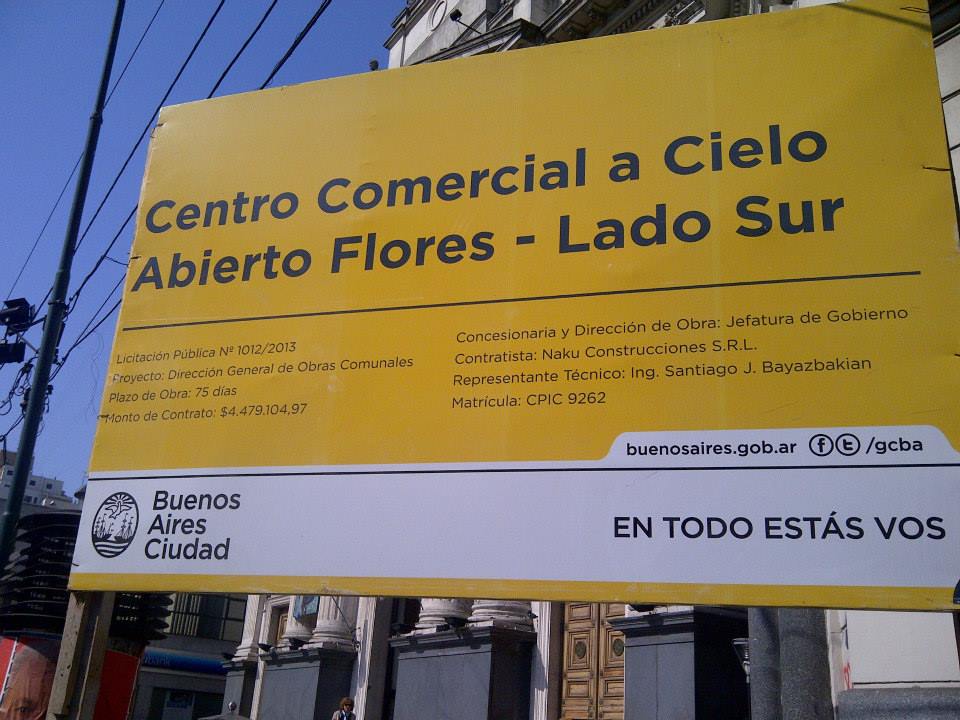 Centro Comercial a Cielo
Abierto Flores - Lado Sur
Licitación Pública Nº 1012/2013
Proyecto: Dirección General de Obras Comunales
Plazo de Obra: 75 días
Monto de Contrato: $4.479.104,97
Concesionaria y Dirección de Obra: Jefatura de Gobierno
Contratista: Naku Construcciones S.R.L.
Representante Técnico: Ing. Santiago J. Bayazbakian
Matrícula: CPIC 9262
buenosaires.gob.ar f t /gcba
Buenos
Aires
Ciudad
EN TODO ESTÁS VOS